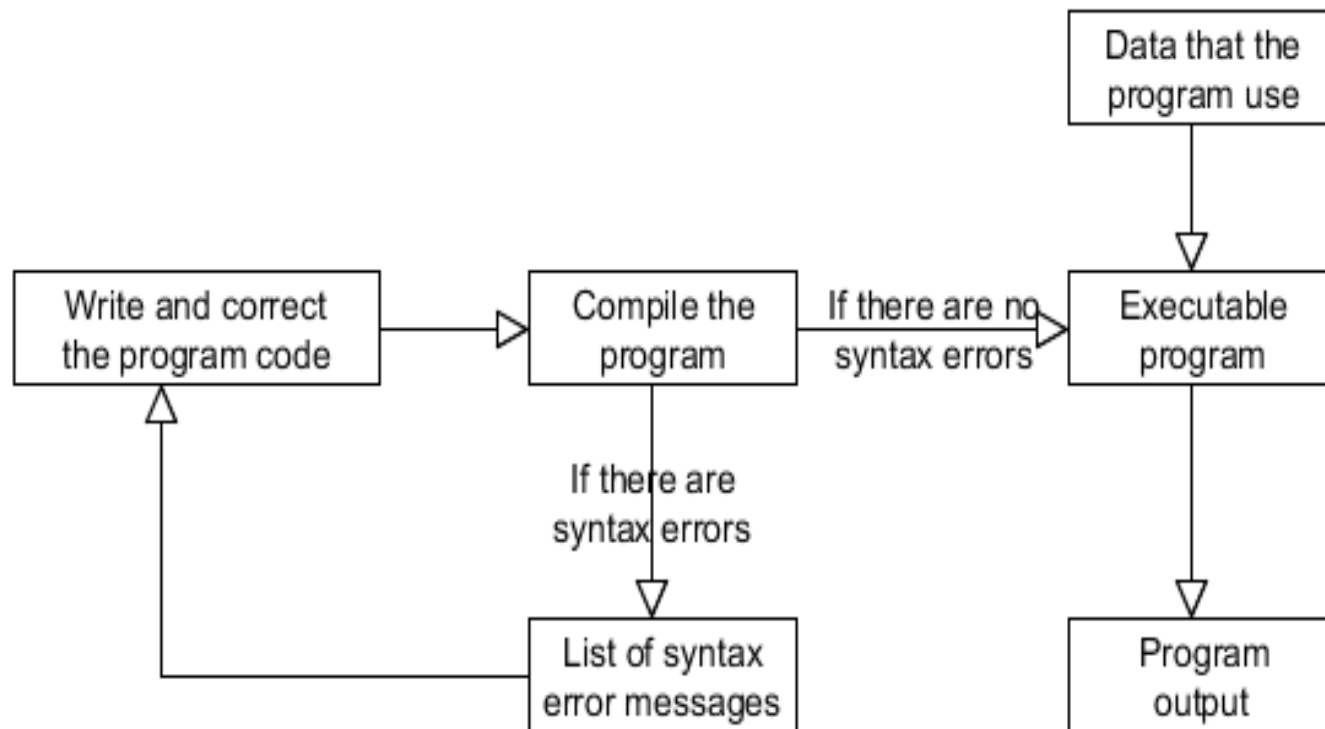 Data that the
program use
Write and correct
the program code
Compile the
program
If there are no
syntax errors
Executable
program
If there are
syntax errors
List of syntax
error messages
Program
output